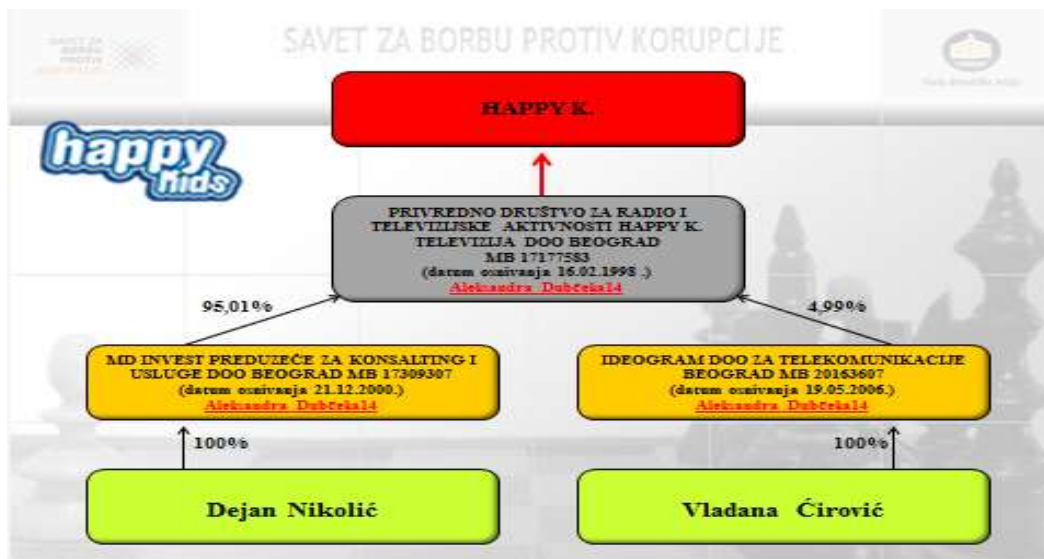 SAVET ZA BORBU PROTIV KORUPCIJE
HAPPY K.
happy
kids
PRIVREDNO DRUŠTVO ZA RADIO I
TELEVIZIJSKE AKTIVNOSTI HAPPY K.
TELEVIZIJA DOO BEOGRAD
MB 17177583
(datum osnivanja 16.02.1998 .)
Aleksandra Dubčeka14
95,01%
4,99%
MD INVEST PREDUZEĆE ZA KONSALTING I
USLUGE DOO BEOGRAD MB 17309307
(datum osnivanja 21.12.2000.)
Aleksandra Dubčeka14
IDEOGRAM DOO ZA TELEKOMUNIKACIJE
BEOGRAD MB 20163607
(datum osnivanja 19.05.2006.)
Aleksandra Dubčeka14
100%
100%
Dejan Nikolić
Vladana Ćirović